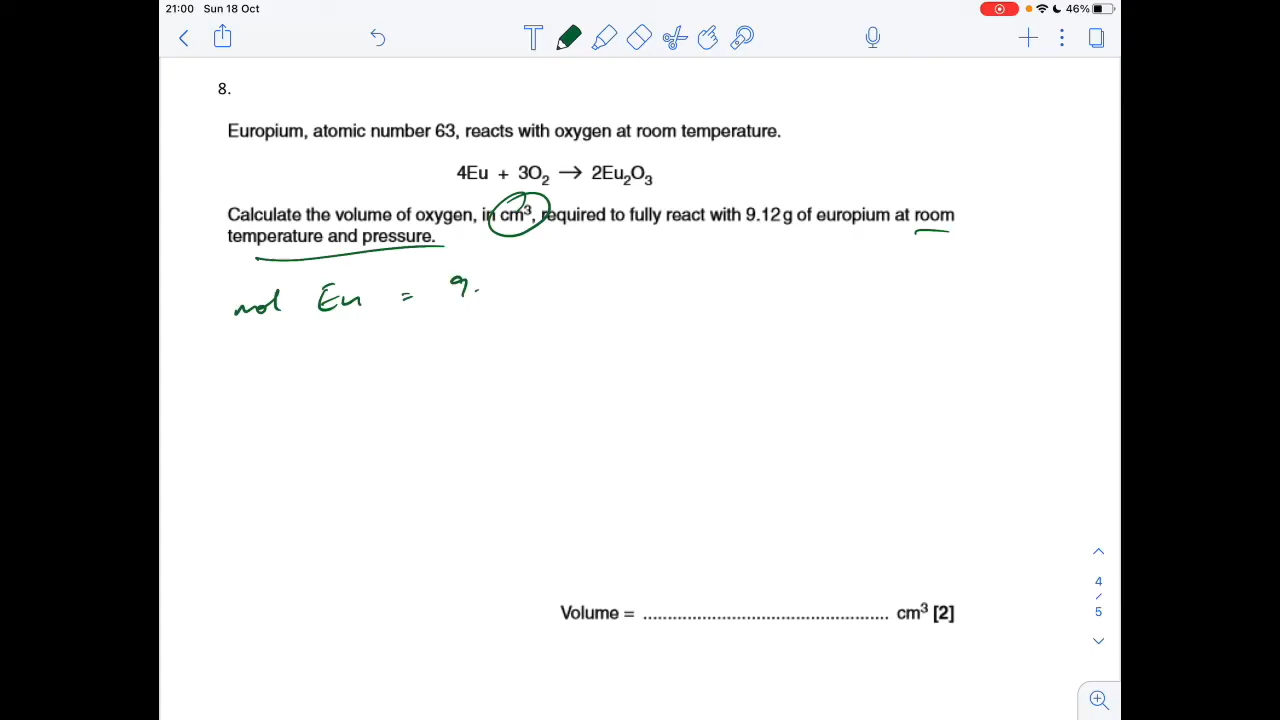 21:00 Sun 18 Oct
46%
T
8.
Europium, atomic number 63, reacts with oxygen at room temperature.
4Eu + 3O₂ → 2Eu₂O₃
Calculate the volume of oxygen, in cm³, required to fully react with 9.12 g of europium at room
temperature and pressure.
mol Eu = 9.
4
/
5
Volume = .................................................. cm³ [2]